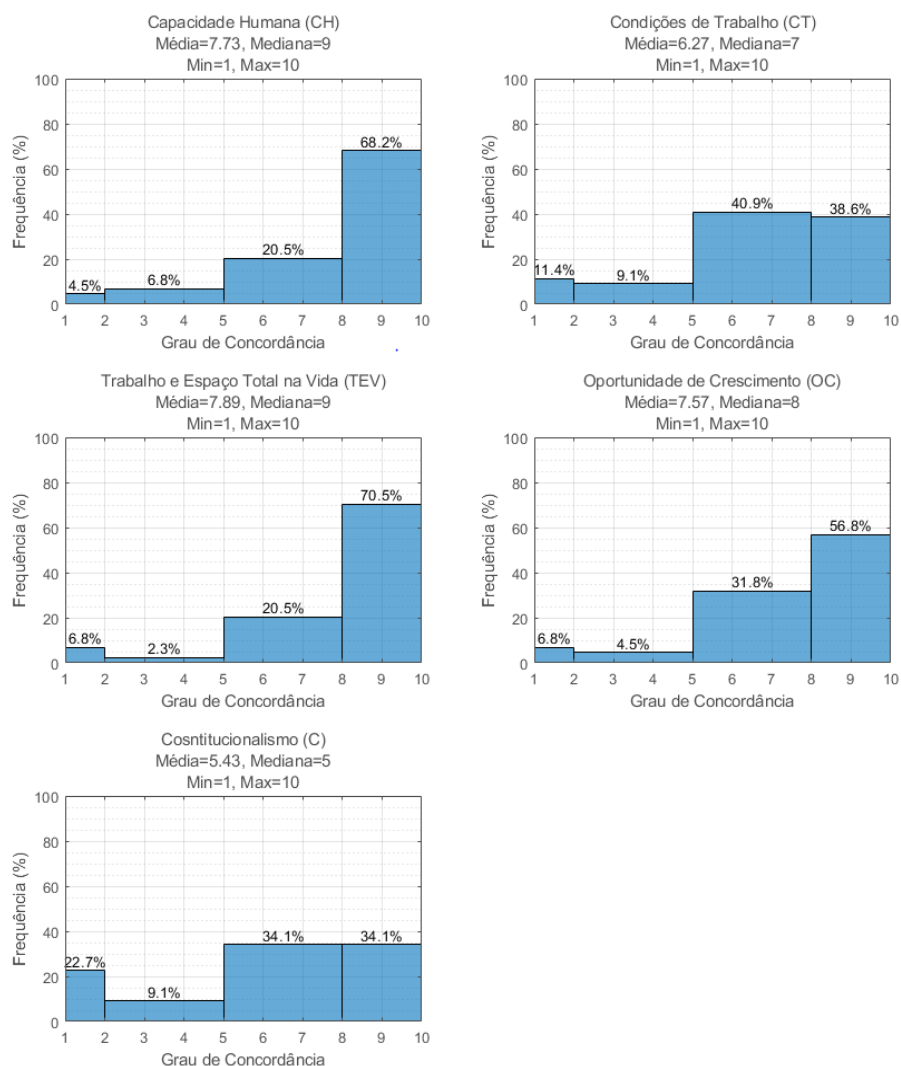 Capacidade Humana (CH)
Média=7.73, Mediana=9
Min=1, Max=10
100
80
60
40
20
0
Frequência (%)
4.5%
6.8%
20.5%
68.2%
1 2 3 4 5 6 7 8 9 10
Grau de Concordância
Condições de Trabalho (CT)
Média=6.27, Mediana=7
Min=1, Max=10
100
80
60
40
20
0
Frequência (%)
11.4%
9.1%
40.9%
38.6%
1 2 3 4 5 6 7 8 9 10
Grau de Concordância
Trabalho e Espaço Total na Vida (TEV)
Média=7.89, Mediana=9
Min=1, Max=10
100
80
60
40
20
0
Frequência (%)
6.8%
2.3%
20.5%
70.5%
1 2 3 4 5 6 7 8 9 10
Grau de Concordância
Oportunidade de Crescimento (OC)
Média=7.57, Mediana=8
Min=1, Max=10
100
80
60
40
20
0
Frequência (%)
6.8%
4.5%
31.8%
56.8%
1 2 3 4 5 6 7 8 9 10
Grau de Concordância
Cosntitucionalismo (C)
Média=5.43, Mediana=5
Min=1, Max=10
100
80
60
40
20
0
Frequência (%)
22.7%
9.1%
34.1%
34.1%
1 2 3 4 5 6 7 8 9 10
Grau de Concordância